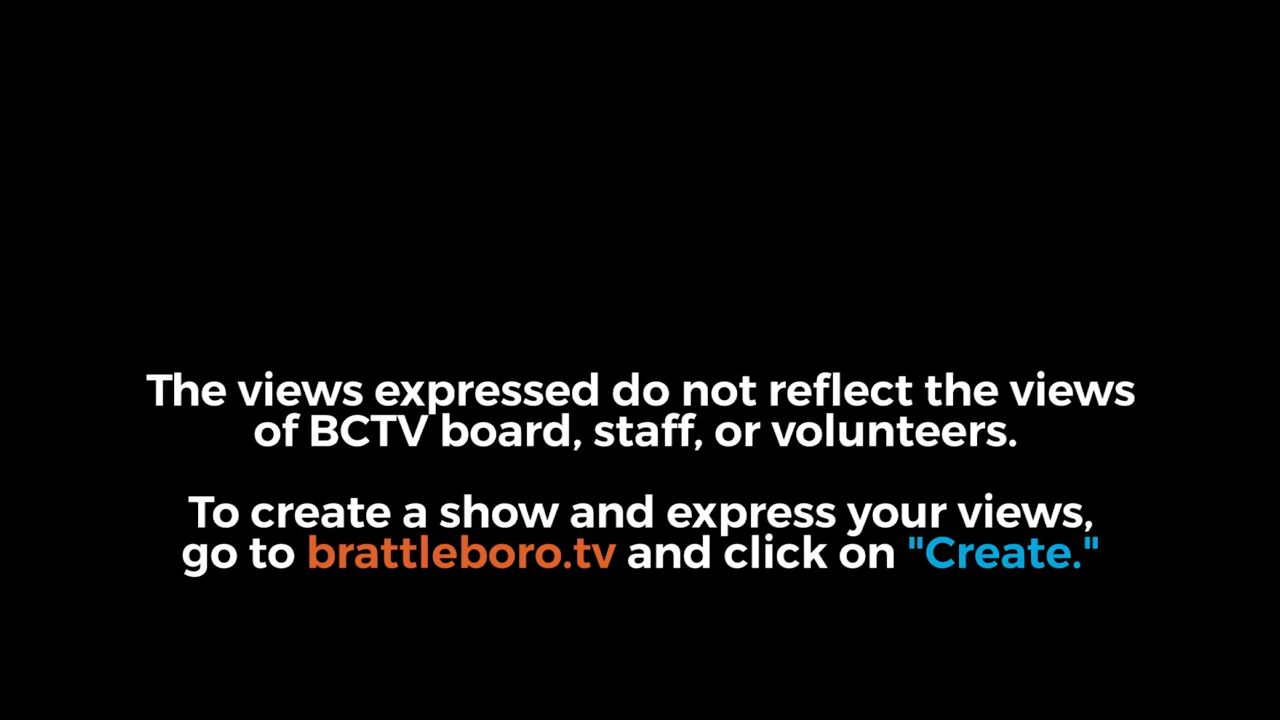 The views expressed do not reflect the views
of BCTV board, staff, or volunteers.
To create a show and express your views,
go to brattleboro.tv and click on "Create."